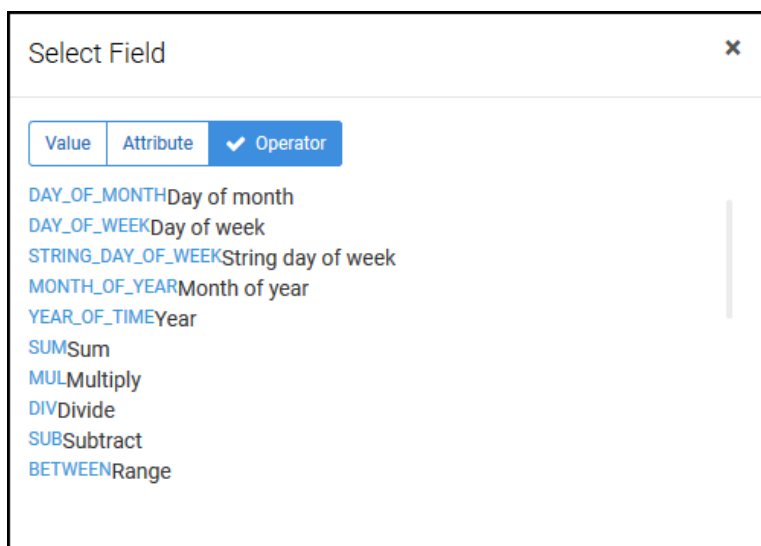 Select Field
Value Attribute Operator
DAY_OF_MONTHDay of month
DAY_OF_WEEKDay of week
STRING_DAY_OF_WEEKString day of week
MONTH_OF_YEARMonth of year
YEAR_OF_TIMEYear
SUMSum
MULMultiply
DIVDivide
SUBSubtract
BETWEENRange